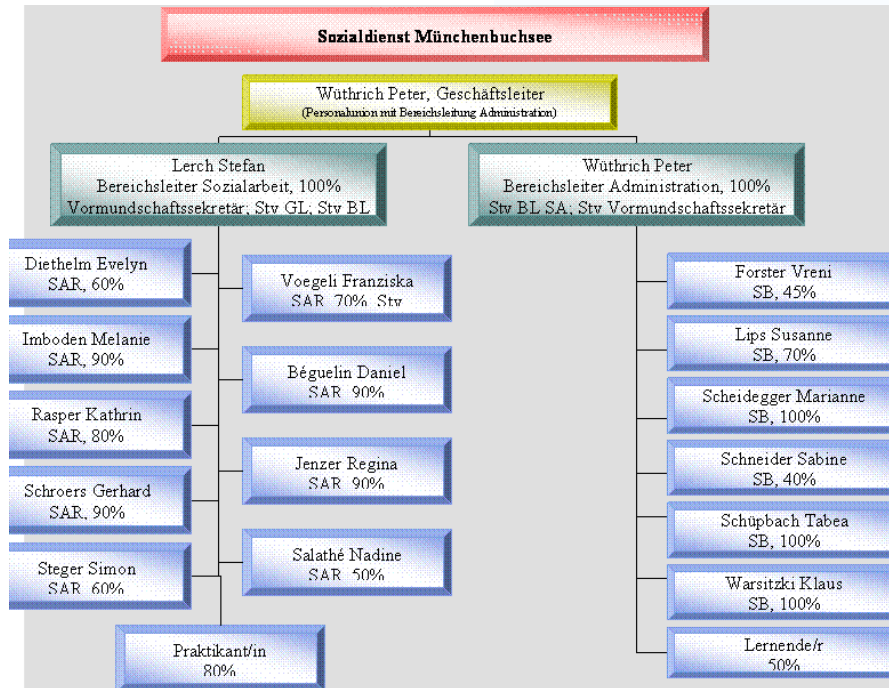 Sozialdienst Münchenbuchsee
Wüthrich Peter, Geschäftsleiter
(Personalunion mit Bereichsleitung Administration)
Lerch Stefan
Bereichsleiter Sozialarbeit, 100%
Vormundschaftssekretär; Stv GL; Stv BL
Wüthrich Peter
Bereichsleiter Administration, 100%
Stv BL SA; Stv Vormundschaftssekretär
Diethelm Evelyn
SAR, 60%
Imboden Melanie
SAR, 90%
Rasper Kathrin
SAR, 80%
Schroers Gerhard
SAR, 90%
Steger Simon
SAR, 60%
Voegeli Franziska
SAR, 70%, Stv
Béguelin Daniel
SAR, 90%
Jenzer Regina
SAR, 90%
Salathé Nadine
SAR, 50%
Praktikant/in
80%
Forster Vreni
SB, 45%
Lips Susanne
SB, 70%
Scheidegger Marianne
SB, 100%
Schneider Sabine
SB, 40%
Schüpbach Tabea
SB, 100%
Warsitzki Klaus
SB, 100%
Lernende/r
50%